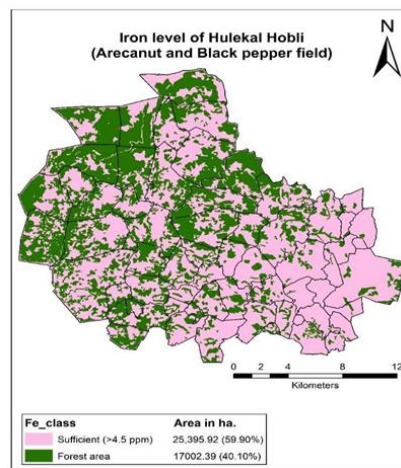 Iron level of Hulekal Hobli
(Arecanut and Black pepper field)
N
0 2 4 8 12
Kilometers
Fe_class Area in ha.
Sufficient (>4.5 ppm) 25,395.92 (59.90%)
Forest area 17002.39 (40.10%)